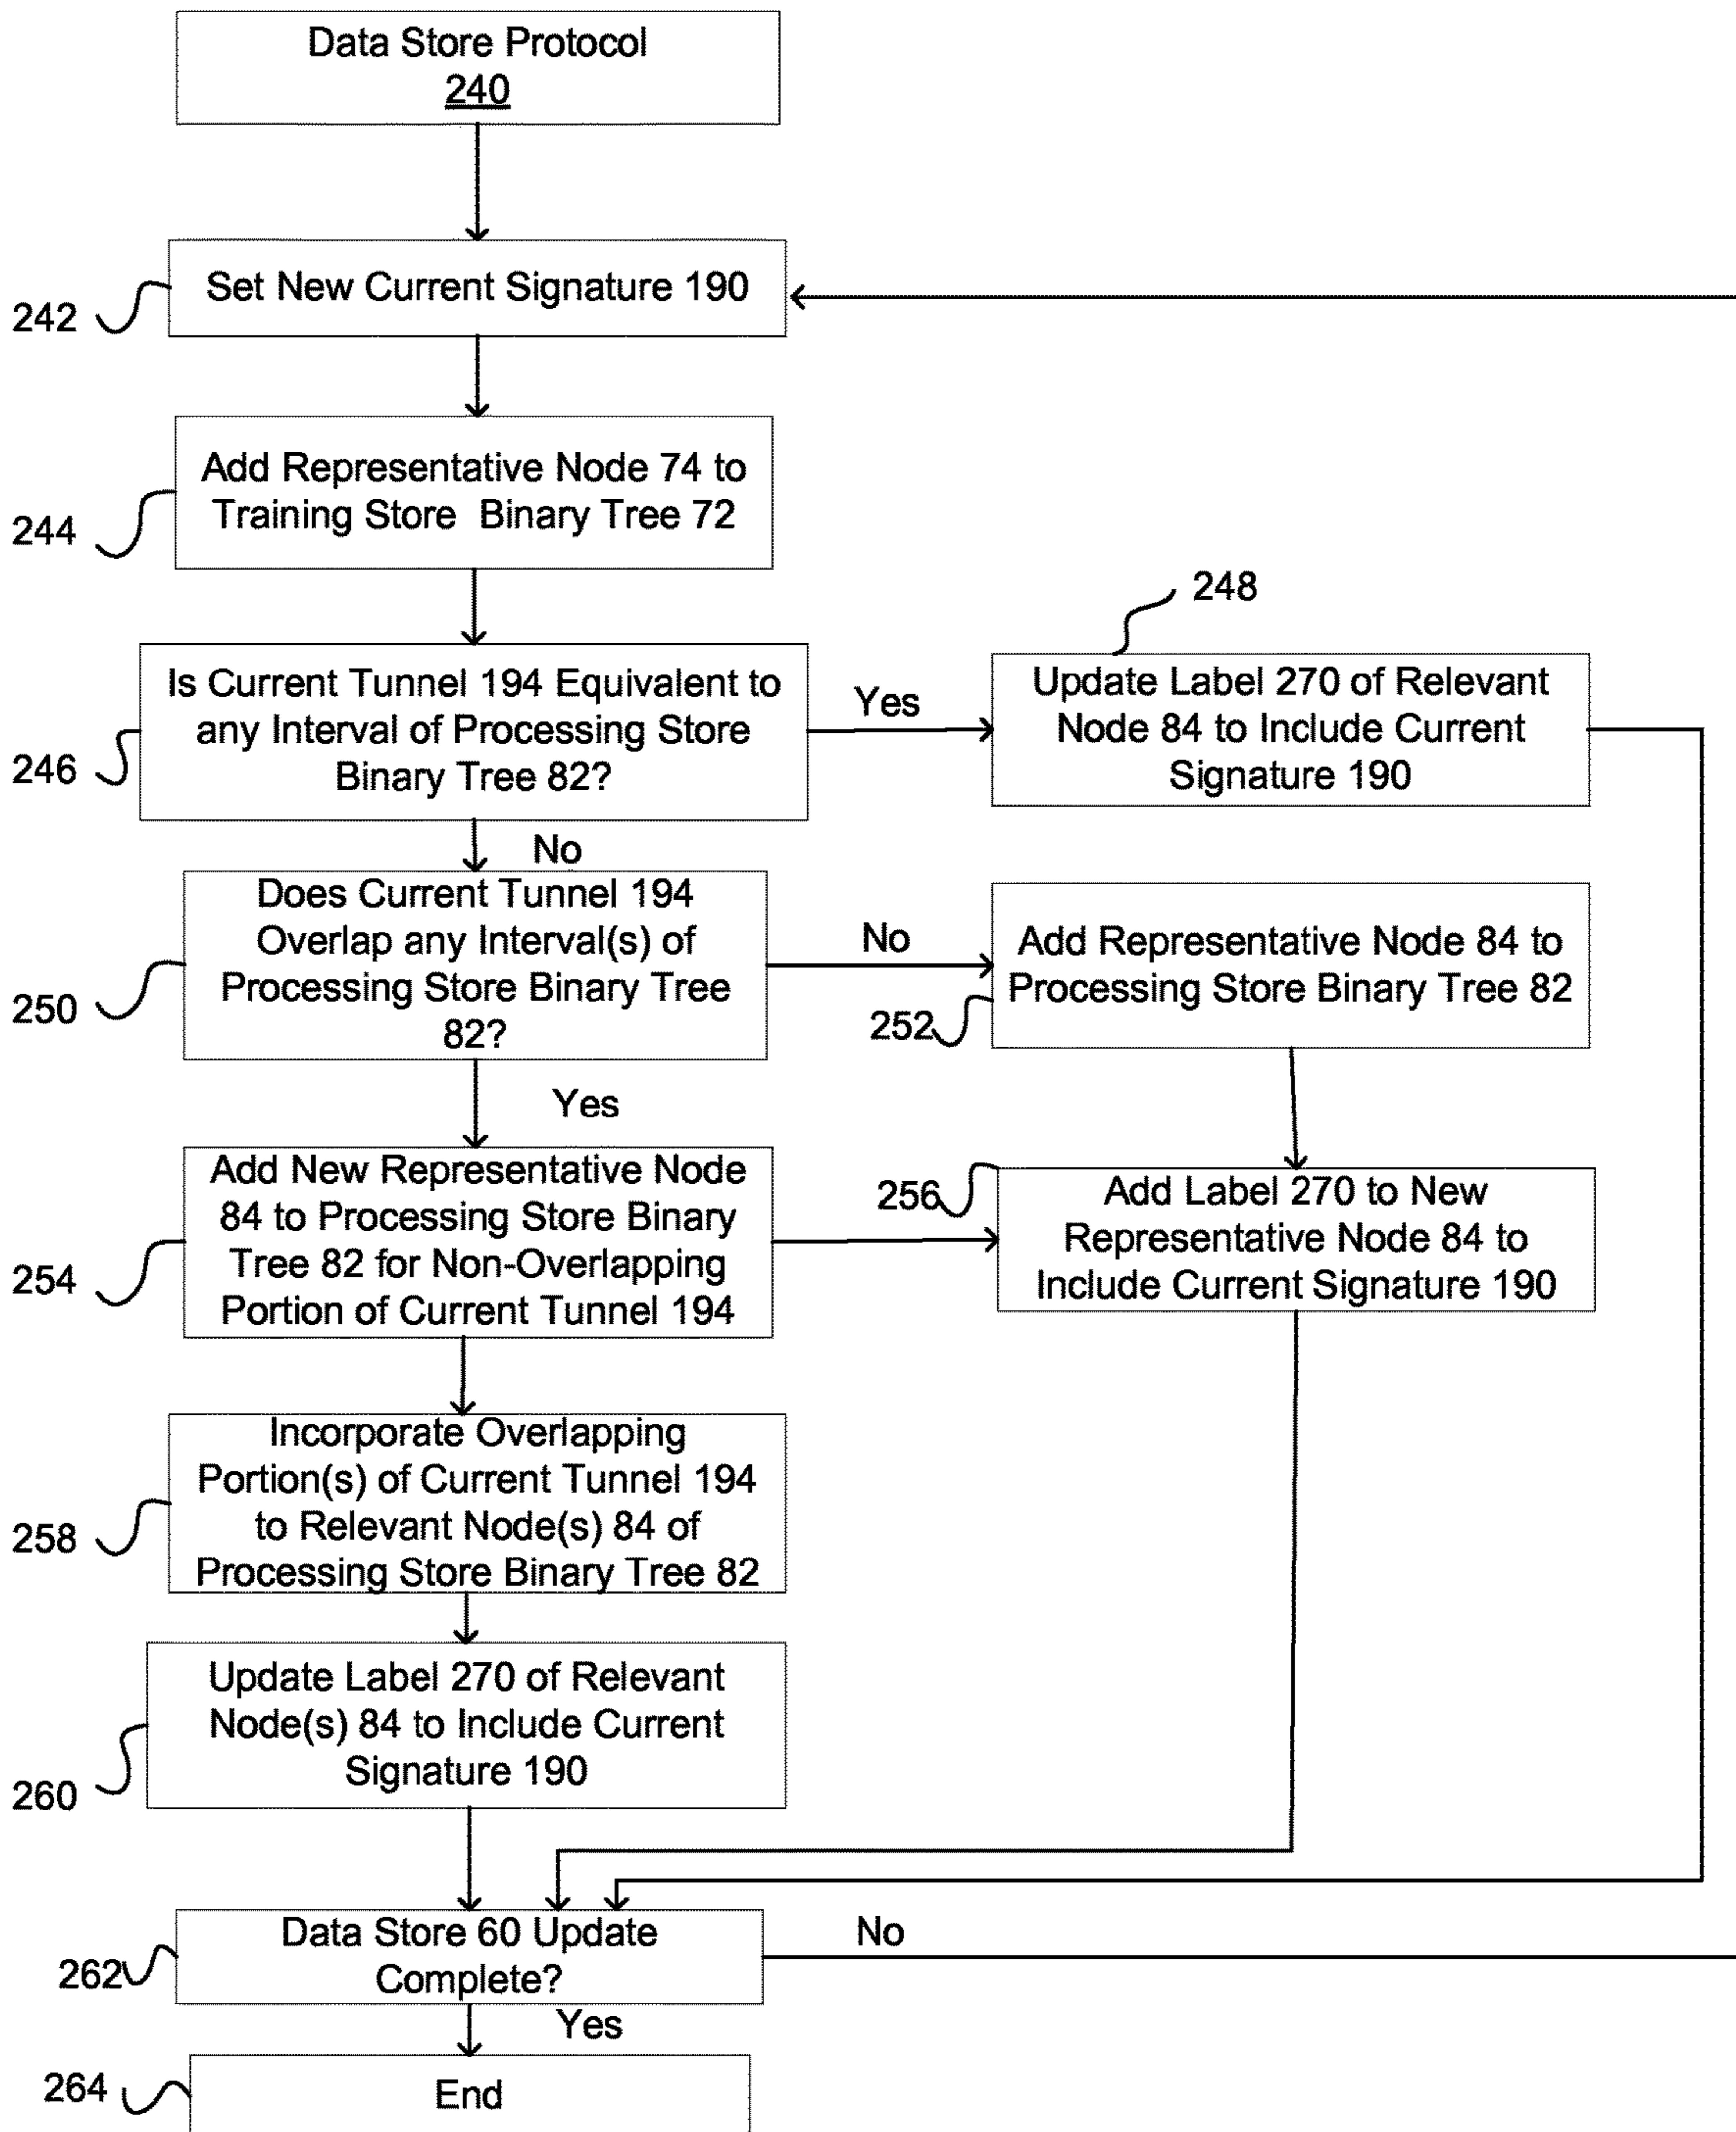 Data Store Protocol
240
Set New Current Signature 190
242
Add Representative Node 74 to
Training Store Binary Tree 72
244
248
Is Current Tunnel 194 Equivalent to
any Interval of Processing Store
Binary Tree 82?
246
Yes
Update Label 270 of Relevant
Node 84 to Include Current
Signature 190
No
Does Current Tunnel 194
Overlap any Interval(s) of
Processing Store Binary Tree
82?
250
No
Add Representative Node 84 to
Processing Store Binary Tree 82
252
Yes
Add New Representative Node
84 to Processing Store Binary
Tree 82 for Non-Overlapping
Portion of Current Tunnel 194
254
256
Add Label 270 to New
Representative Node 84 to
Include Current Signature 190
Incorporate Overlapping
Portion(s) of Current Tunnel 194
to Relevant Node(s) 84 of
Processing Store Binary Tree 82
258
Update Label 270 of Relevant
Node(s) 84 to Include Current
Signature 190
260
Data Store 60 Update
Complete?
262
No
Yes
264
End